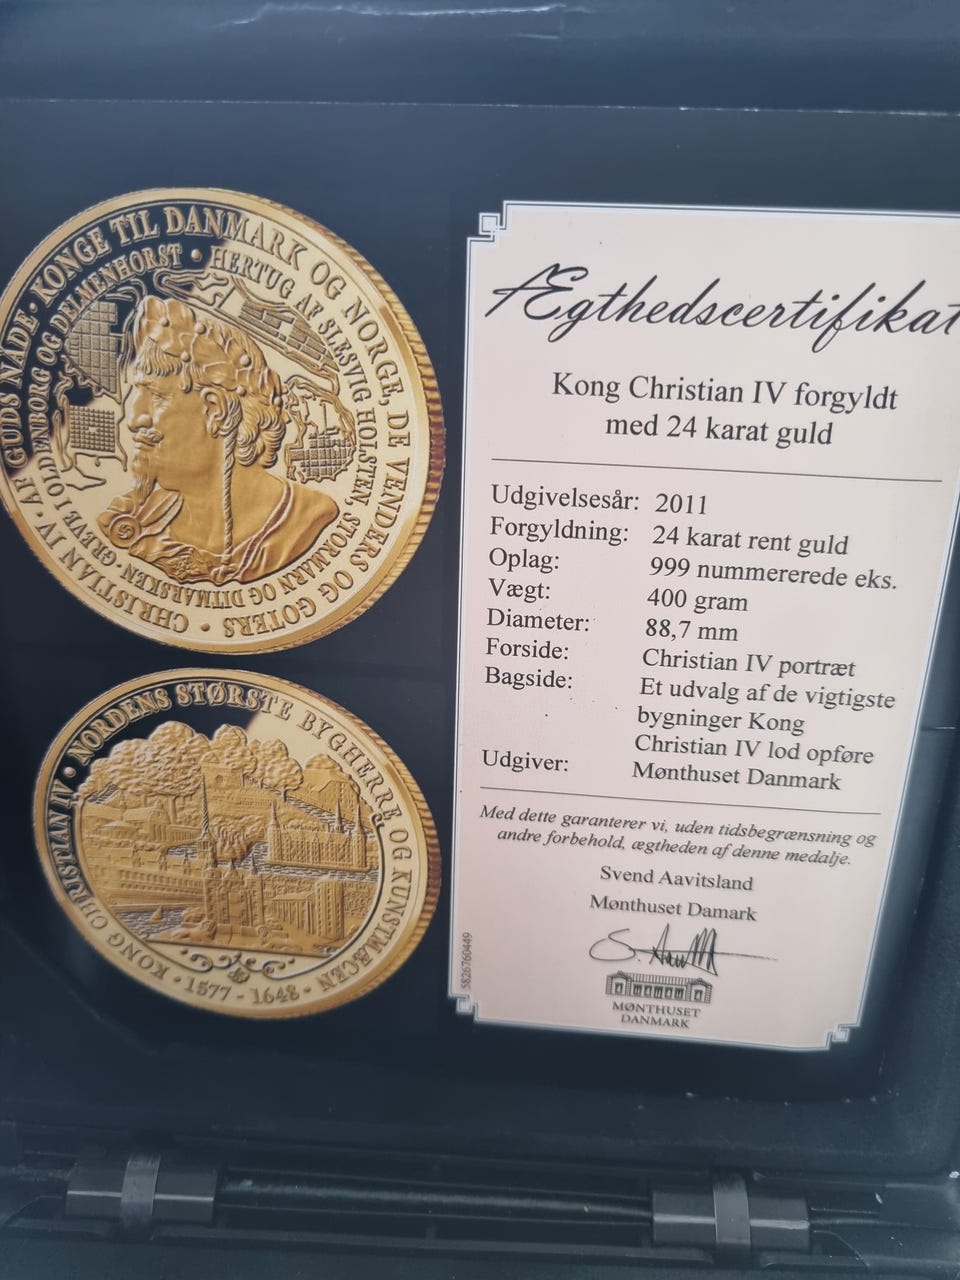 CHRISTIAN IV · AF GUDS NÅDE · KONGE TIL DANMARK OG NORGE, DE VENDERS OG GOTERS ·
HERTUG AF SLESVIG HOLSTEN, STORMARN OG DITMARSKEN · GREVE I OLDENBORG OG DELMENHORST ·
KONG CHRISTIAN IV · NORDENS STØRSTE BYGHERRE OG KUNSTMÆCEN
· 1577 - 1648 ·
Ægthedscertifikat
Kong Christian IV forgyldt
med 24 karat guld
Udgivelsesår: 2011
Forgyldning: 24 karat rent guld
Oplag: 999 nummererede eks.
Vægt: 400 gram
Diameter: 88,7 mm
Forside: Christian IV portræt
Bagside: Et udvalg af de vigtigste
bygninger Kong
Christian IV lod opføre
Udgiver: Mønthuset Danmark
Med dette garanterer vi, uden tidsbegrænsning og
andre forbehold, ægtheden af denne medalje.
Svend Aavitsland
Mønthuset Damark
5826760449
MØNTHUSET
DANMARK